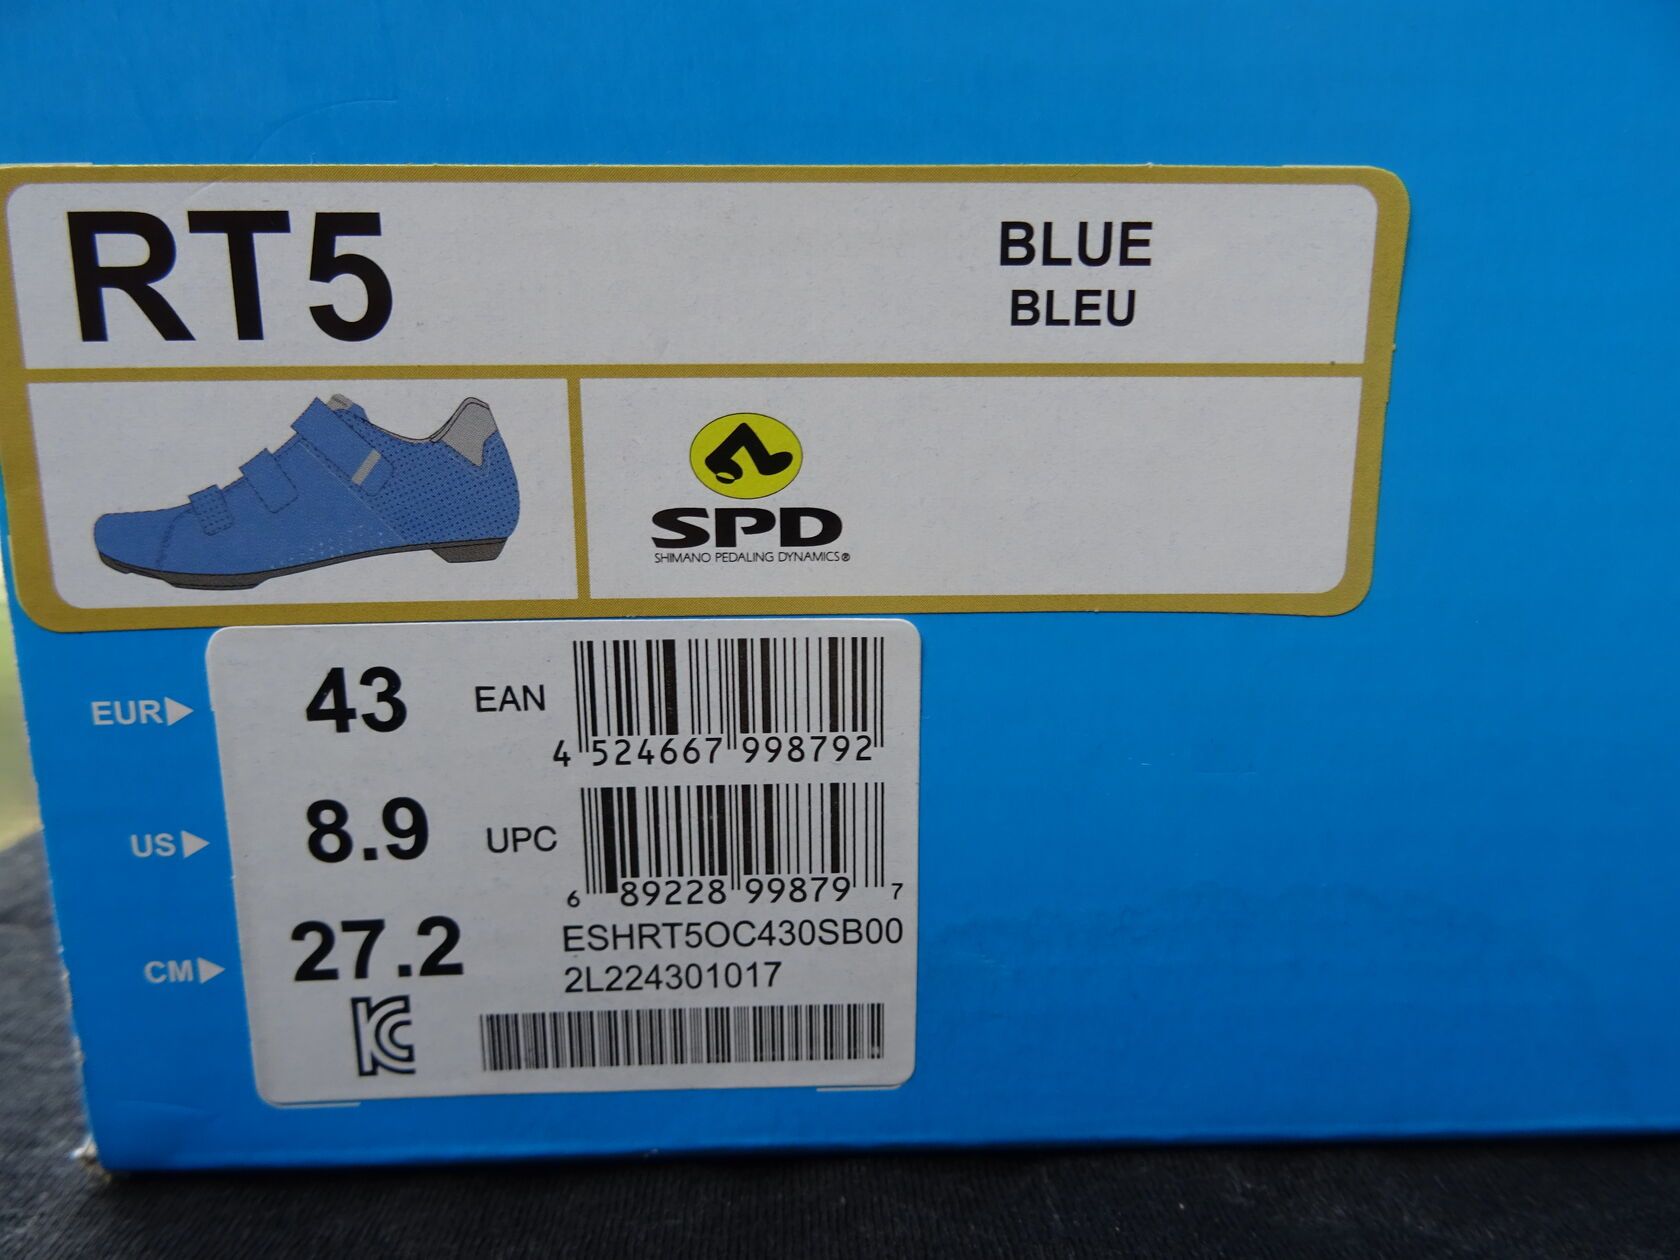 RT5
BLUE
BLEU
SPD
SHIMANO PEDALING DYNAMICS®
EUR 43
EAN
4 524667 998792
US 8.9
UPC
6 89228 99879 7
CM 27.2
ESHRT5OC430SB00
2L224301017
KC